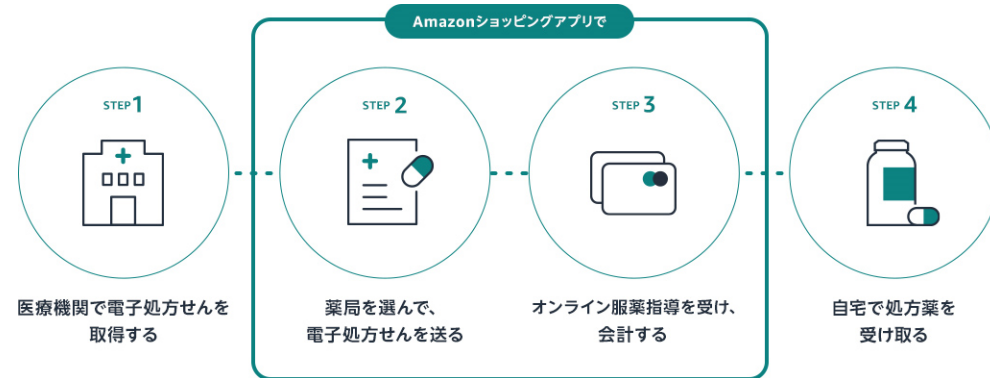 Amazonショッピングアプリで
STEP 1
医療機関で電子処方せんを
取得する
STEP 2
薬局を選んで、
電子処方せんを送る
STEP 3
オンライン服薬指導を受け、
会計する
STEP 4
自宅で処方薬を
受け取る